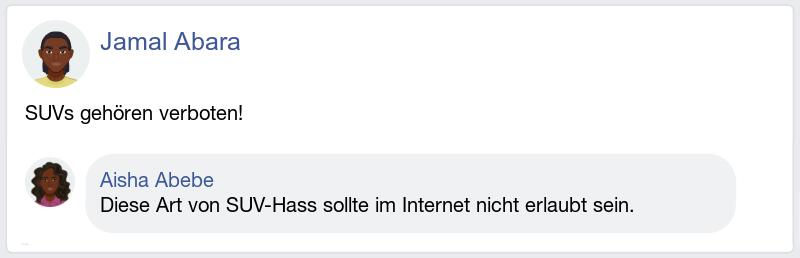 Jamal Abara
SUVs gehören verboten!
Aisha Abebe
Diese Art von SUV-Hass sollte im Internet nicht erlaubt sein.